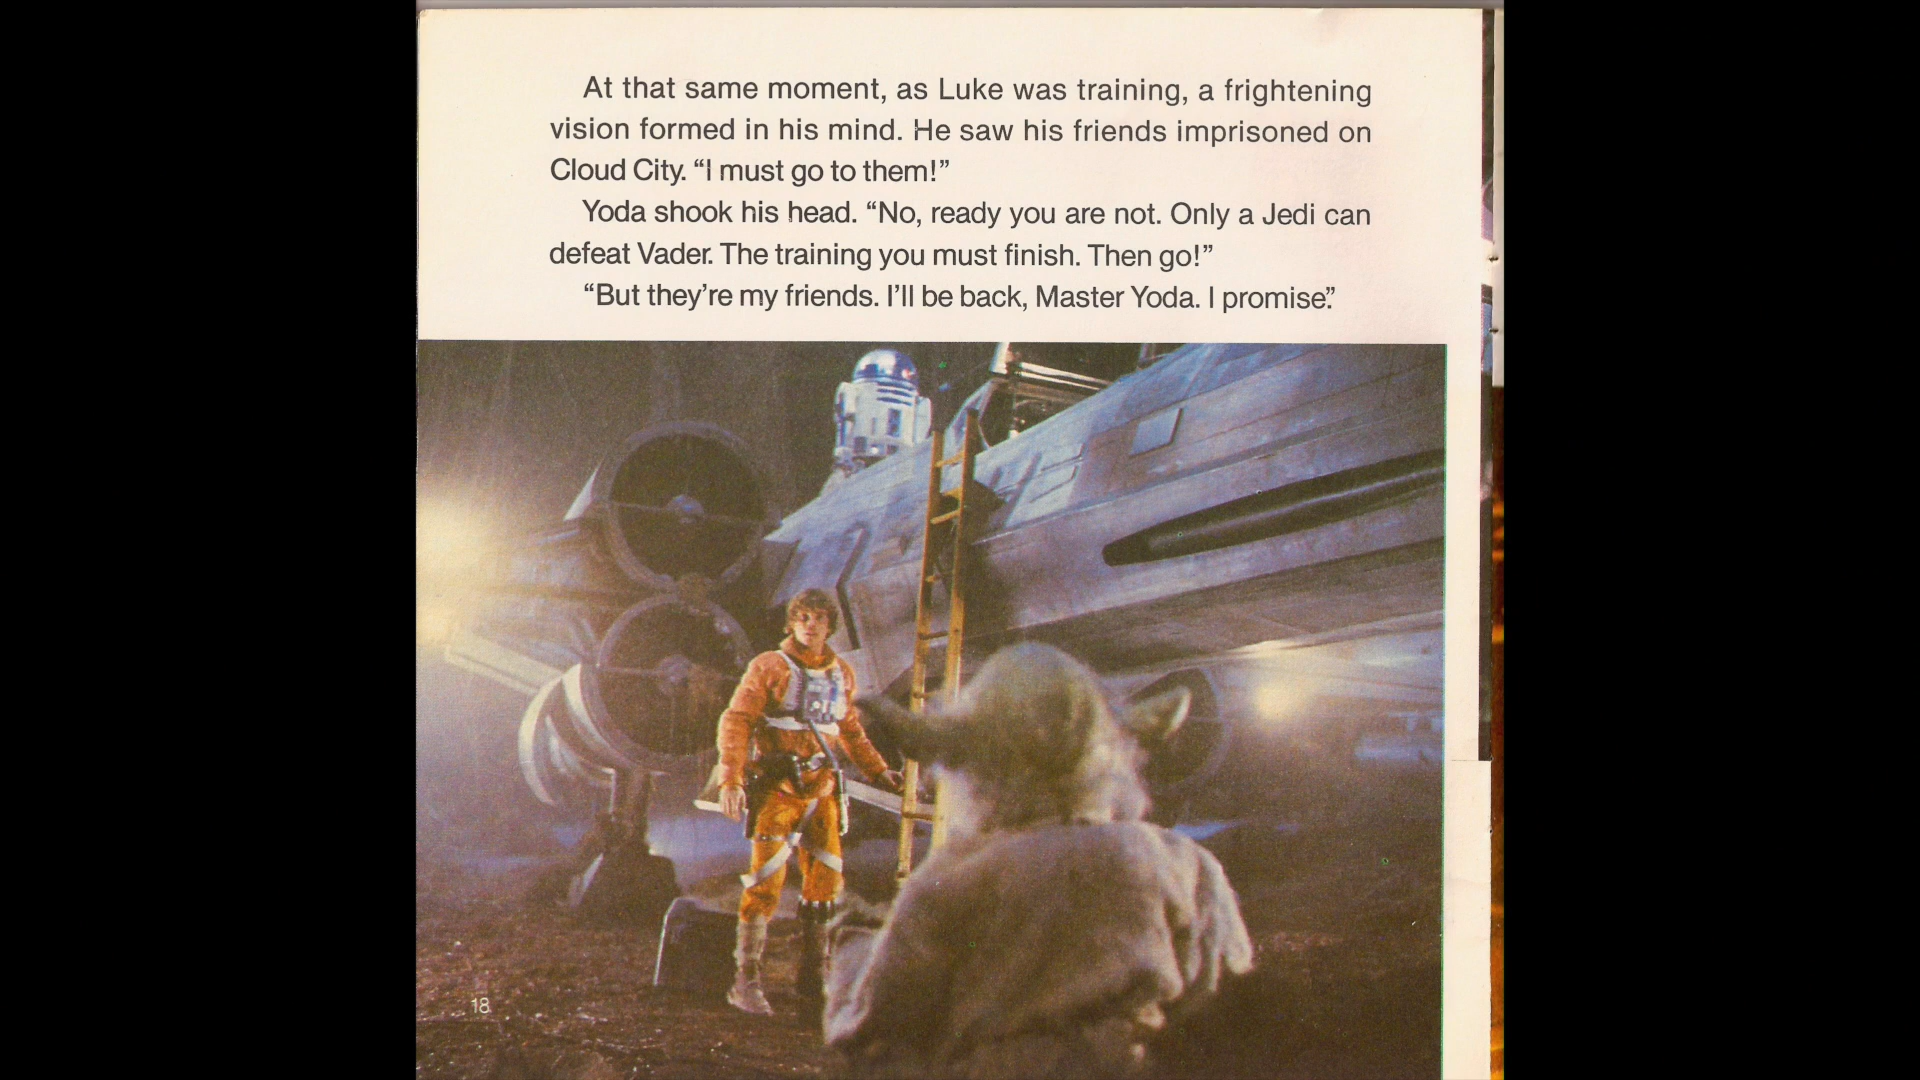 At that same moment, as Luke was training, a frightening
vision formed in his mind. He saw his friends imprisoned on
Cloud City. “I must go to them!”
Yoda shook his head. “No, ready you are not. Only a Jedi can
defeat Vader. The training you must finish. Then go!”
“But they’re my friends. I’ll be back, Master Yoda. I promise.”
18